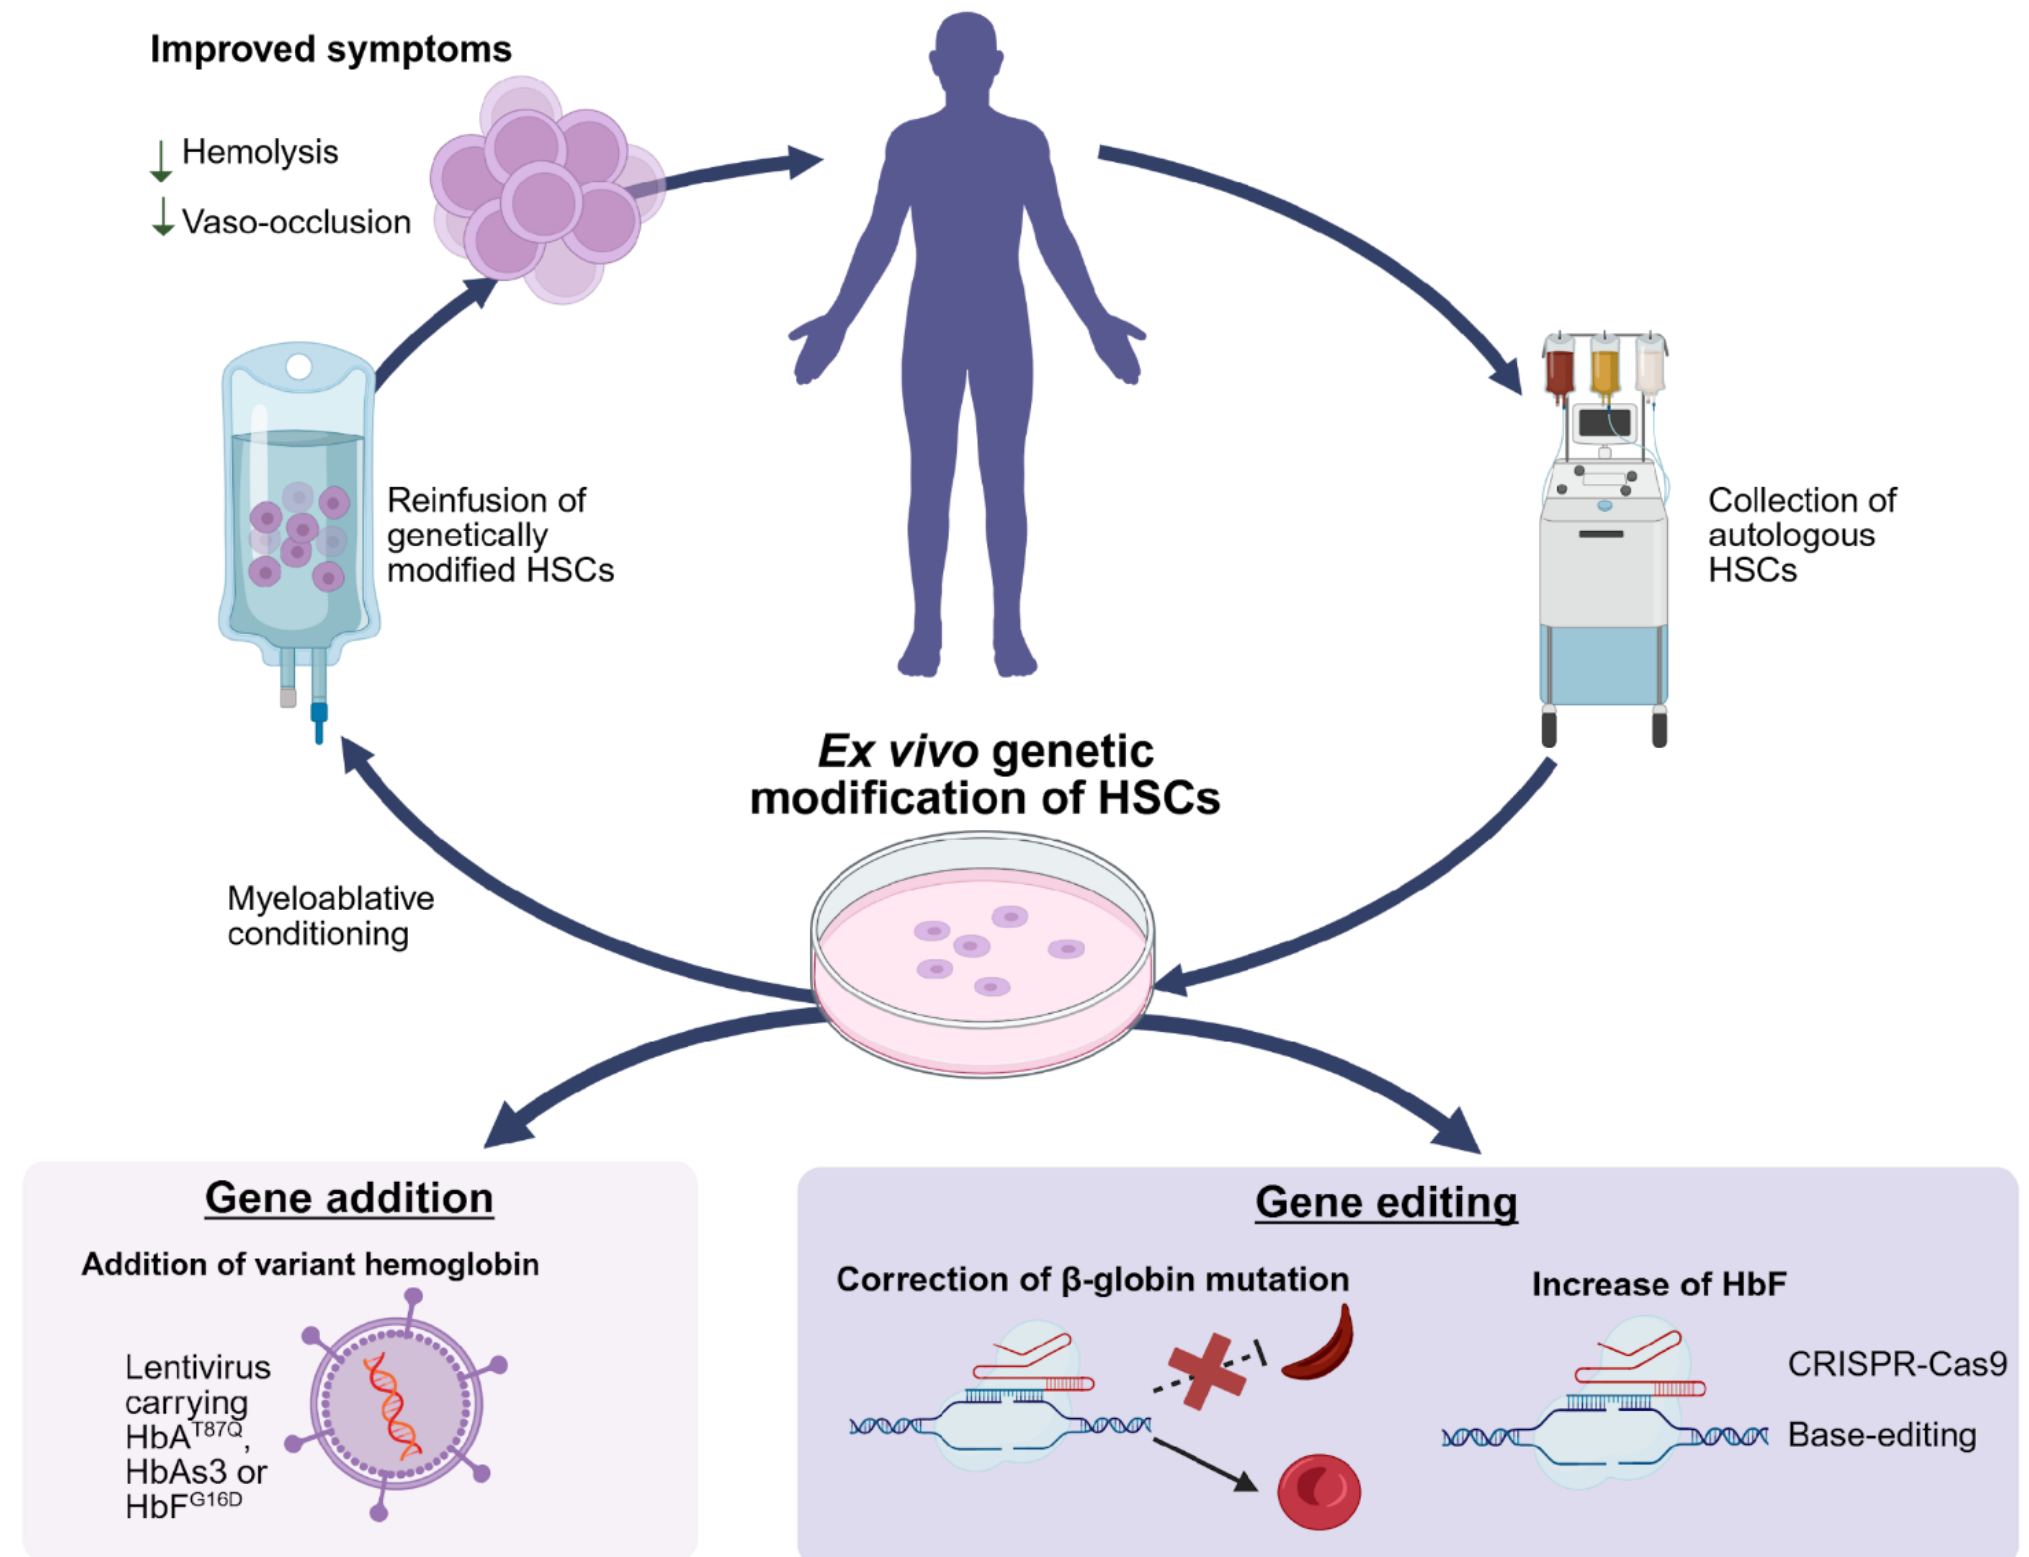 Improved symptoms
↓ Hemolysis
↓ Vaso-occlusion
Reinfusion of
genetically
modified HSCs
Collection of
autologous
HSCs
Ex vivo genetic
modification of HSCs
Myeloablative
conditioning
Gene addition
Addition of variant hemoglobin
Lentivirus
carrying
HbA^T87Q,
HbAs3 or
HbF^G16D
Gene editing
Correction of β-globin mutation
Increase of HbF
CRISPR-Cas9
Base-editing